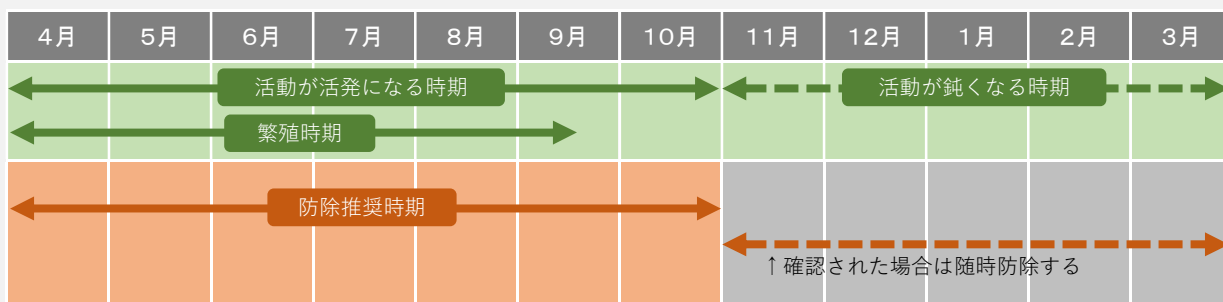 4月 5月 6月 7月 8月 9月 10月 11月 12月 1月 2月 3月
活動が活発になる時期 活動が鈍くなる時期
繁殖時期
防除推奨時期
↑確認された場合は随時防除する